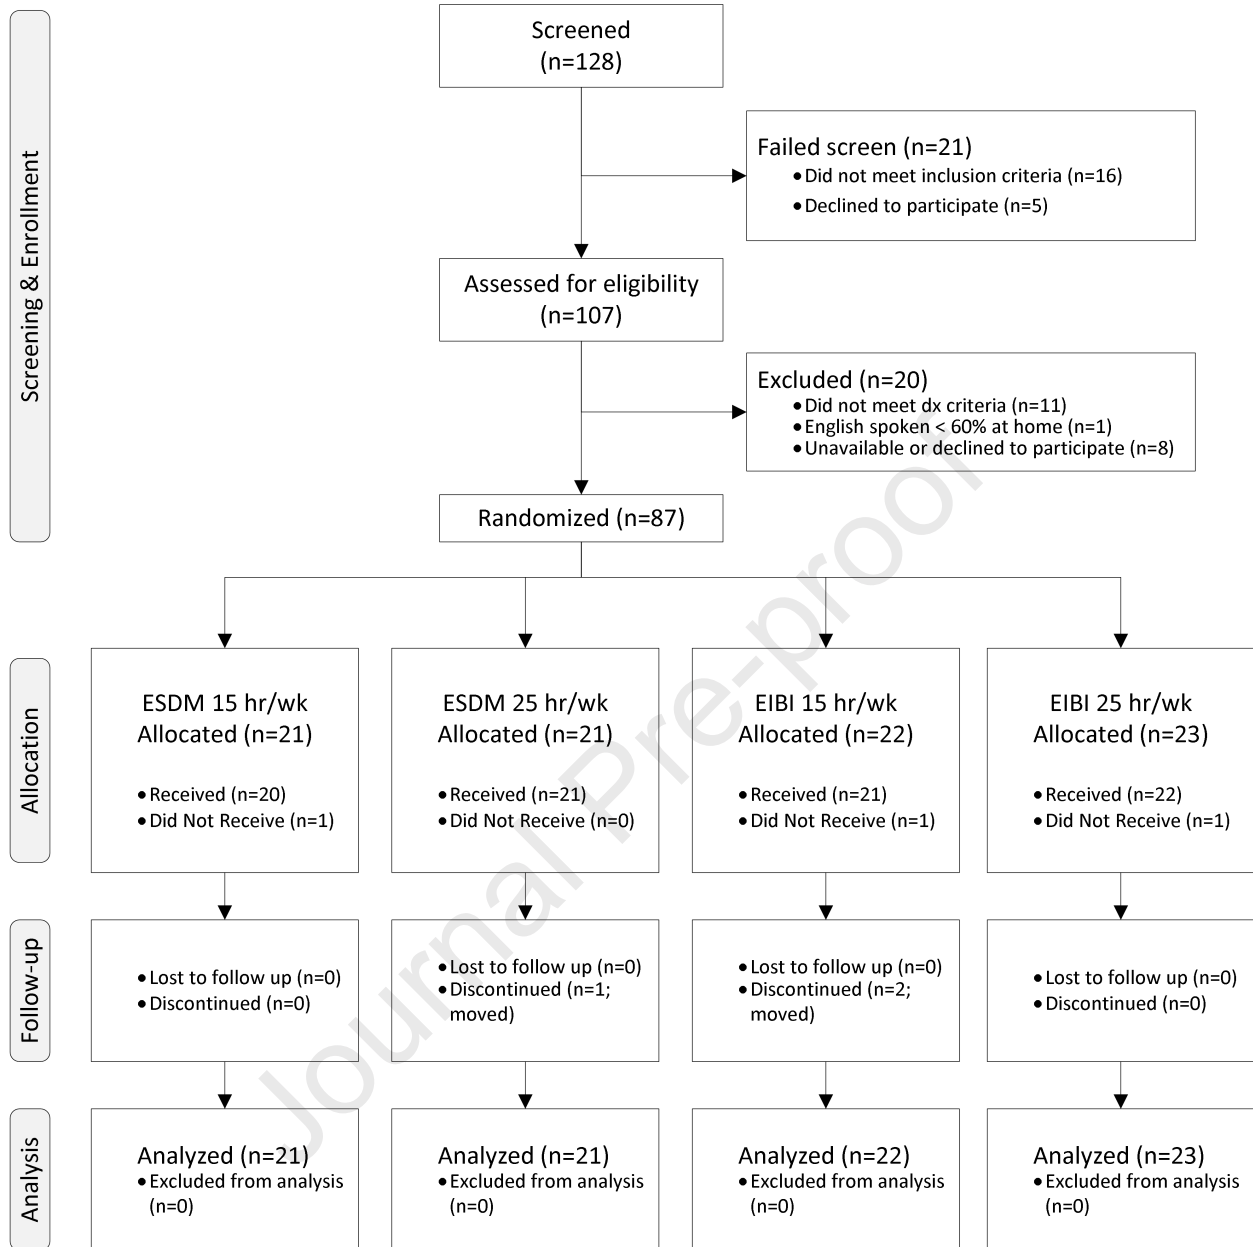 Screening & Enrollment
Screened
(n=128)
Failed screen (n=21)
•Did not meet inclusion criteria (n=16)
•Declined to participate (n=5)
Assessed for eligibility
(n=107)
Excluded (n=20)
•Did not meet dx criteria (n=11)
•English spoken < 60% at home (n=1)
•Unavailable or declined to participate (n=8)
Randomized (n=87)
Allocation
ESDM 15 hr/wk
Allocated (n=21)
•Received (n=20)
•Did Not Receive (n=1)
ESDM 25 hr/wk
Allocated (n=21)
•Received (n=21)
•Did Not Receive (n=0)
EIBI 15 hr/wk
Allocated (n=22)
•Received (n=21)
•Did Not Receive (n=1)
EIBI 25 hr/wk
Allocated (n=23)
•Received (n=22)
•Did Not Receive (n=1)
Follow-up
•Lost to follow up (n=0)
•Discontinued (n=0)
•Lost to follow up (n=0)
•Discontinued (n=1;
moved)
•Lost to follow up (n=0)
•Discontinued (n=2;
moved)
•Lost to follow up (n=0)
•Discontinued (n=0)
Analysis
Analyzed (n=21)
•Excluded from analysis
(n=0)
Analyzed (n=21)
•Excluded from analysis
(n=0)
Analyzed (n=22)
•Excluded from analysis
(n=0)
Analyzed (n=23)
•Excluded from analysis
(n=0)
Journal Pre-proof